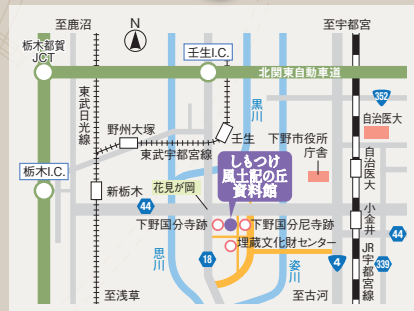 至鹿沼
N
至宇都宮
栃木都賀
JCT
壬生I.C.
北関東自動車道
黒川
352
東武日光線
自治医大
野州大塚
壬生
下野市役所
庁舎
東武宇都宮線
自治医大
栃木I.C.
しもつけ
風土記の丘
資料館
新栃木
花見が岡
44
小金井
下野国分寺跡
下野国分尼寺跡
44
埋蔵文化財センター
思川
18
姿川
4
339
JR宇都宮線
至浅草
至古河